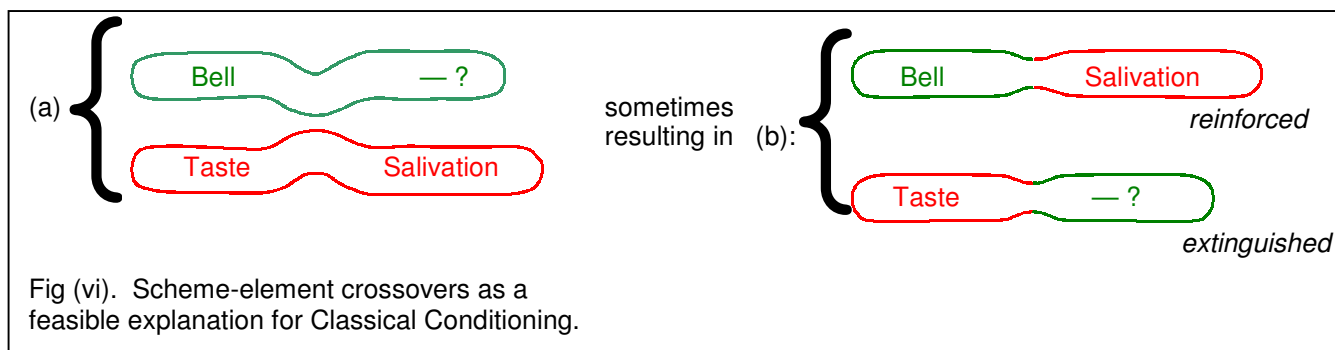 (a)
Bell — ?
Taste Salivation
sometimes
resulting in (b):
Bell Salivation
reinforced
Taste — ?
extinguished
Fig (vi). Scheme-element crossovers as a
feasible explanation for Classical Conditioning.